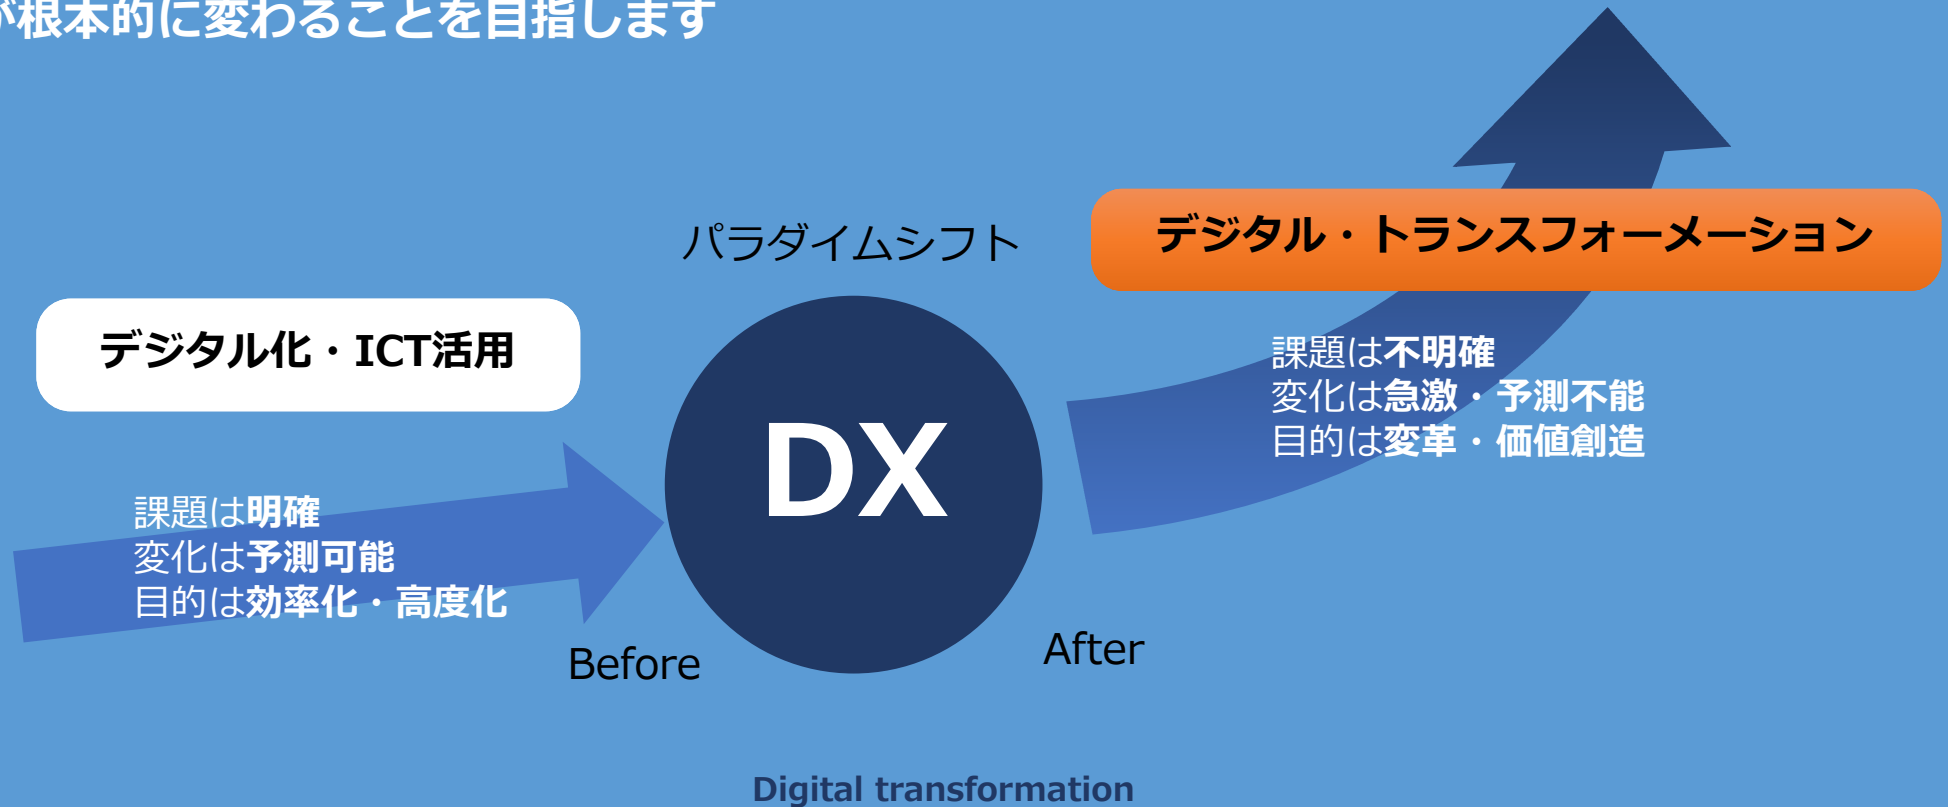 が根本的に変わることを目指します
パラダイムシフト
デジタル・トランスフォーメーション
デジタル化・ICT活用
DX
課題は不明確
変化は急激・予測不能
目的は変革・価値創造
課題は明確
変化は予測可能
目的は効率化・高度化
Before
After
Digital transformation